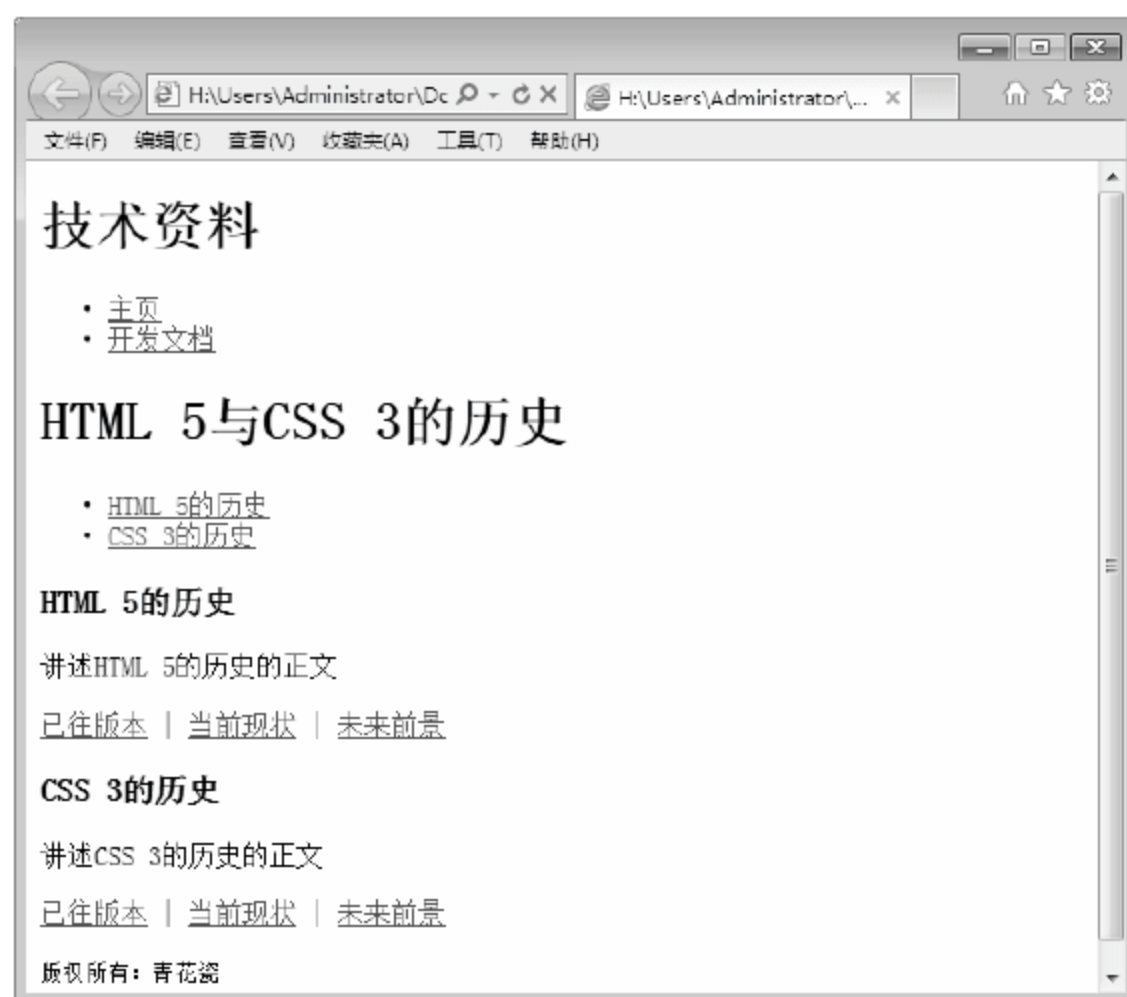 H:\Users\Administrator\Dc
H:\Users\Administrator\...
文件(F) 编辑(E) 查看(V) 收藏夹(A) 工具(T) 帮助(H)
技术资料
• 主页
• 开发文档
HTML 5与CSS 3的历史
• HTML 5的历史
• CSS 3的历史
HTML 5的历史
讲述HTML 5的历史的正文
已往版本 | 当前现状 | 未来前景
CSS 3的历史
讲述CSS 3的历史的正文
已往版本 | 当前现状 | 未来前景
版权所有：青花瓷